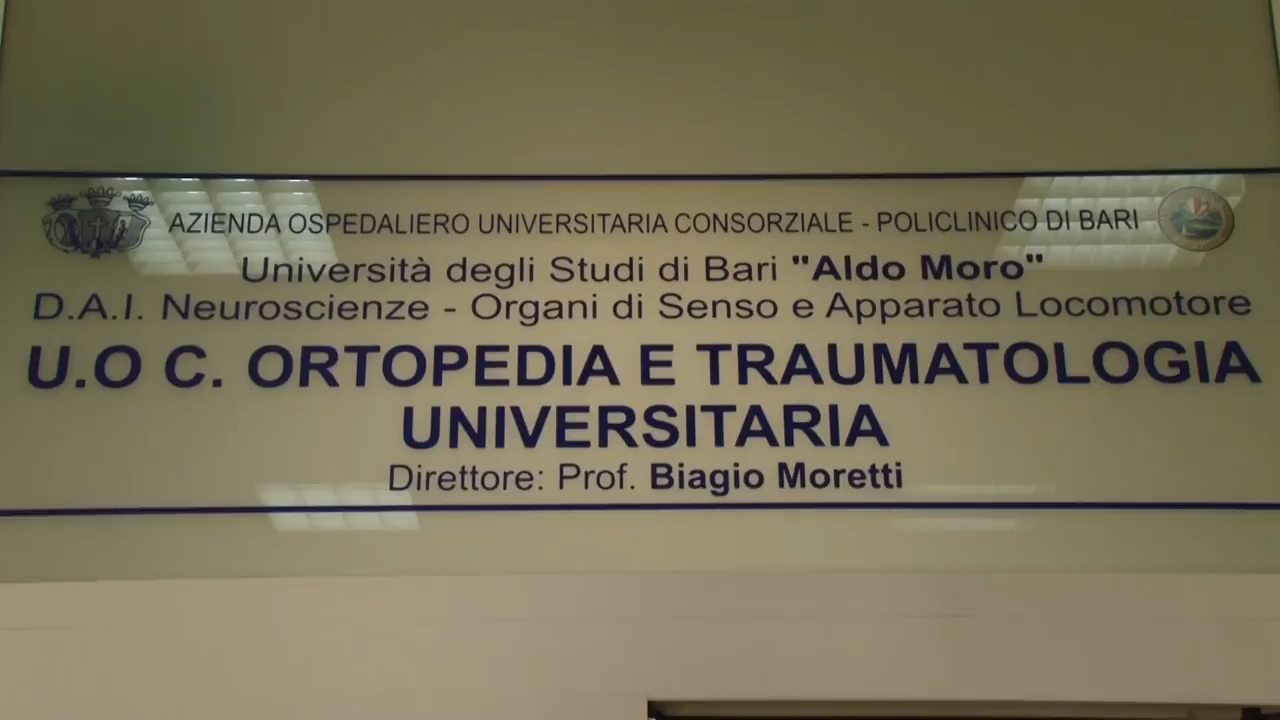 AZIENDA OSPEDALIERO UNIVERSITARIA CONSORZIALE - POLICLINICO DI BARI
Università degli Studi di Bari "Aldo Moro"
D.A.I. Neuroscienze - Organi di Senso e Apparato Locomotore
U.O C. ORTOPEDIA E TRAUMATOLOGIA
UNIVERSITARIA
Direttore: Prof. Biagio Moretti